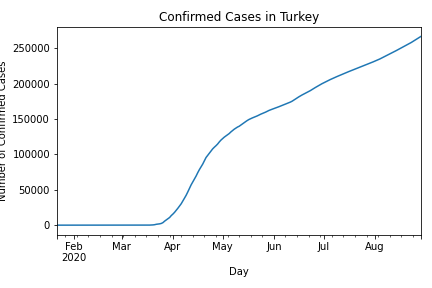 Confirmed Cases in Turkey
Number of Confirmed Cases
250000
200000
150000
100000
50000
0
Feb
2020
Mar
Apr
May
Jun
Jul
Aug
Day